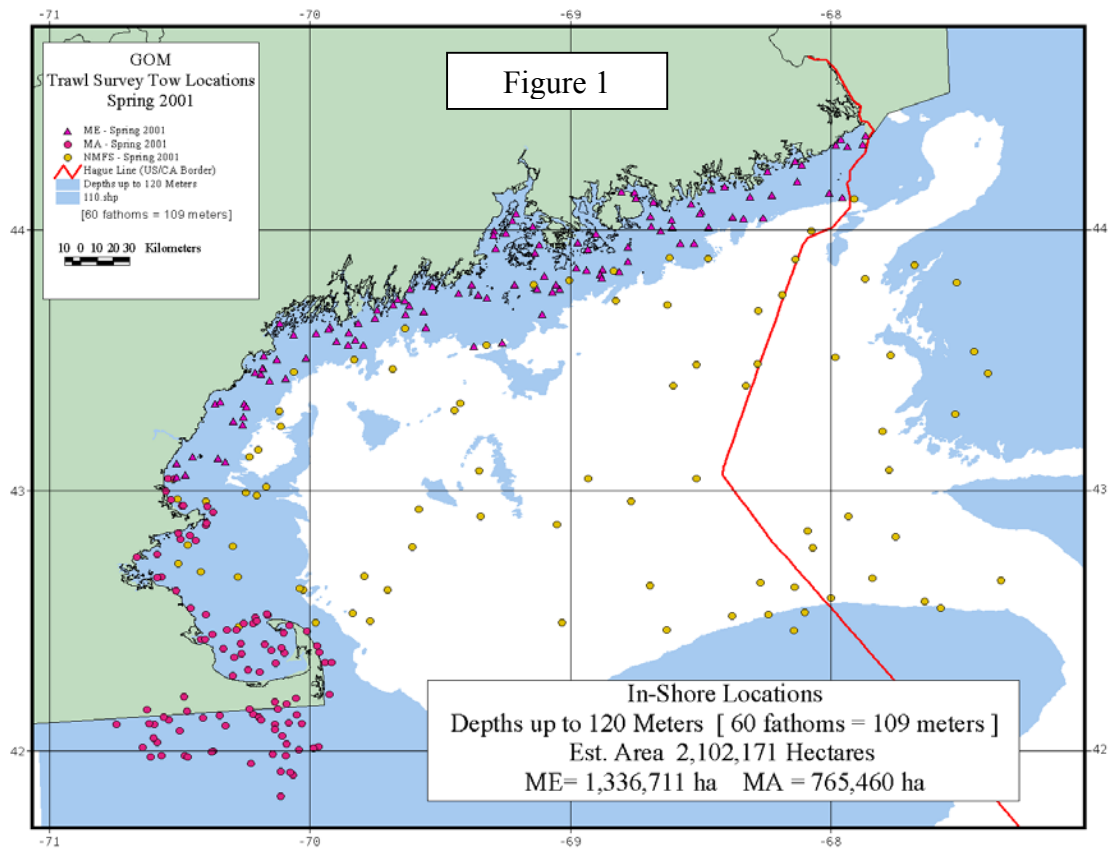 -71 -70 -69 -68
GOM
Trawl Survey Tow Locations
Spring 2001
ME - Spring 2001
MA - Spring 2001
NMFS - Spring 2001
Hague Line (US/CA Border)
Depths up to 120 Meters
110.shp
[60 fathoms = 109 meters]
10 0 10 20 30 Kilometers
Figure 1
44 44
43 43
42 42
In-Shore Locations
Depths up to 120 Meters [ 60 fathoms = 109 meters ]
Est. Area 2,102,171 Hectares
ME= 1,336,711 ha MA = 765,460 ha
-71 -70 -69 -68